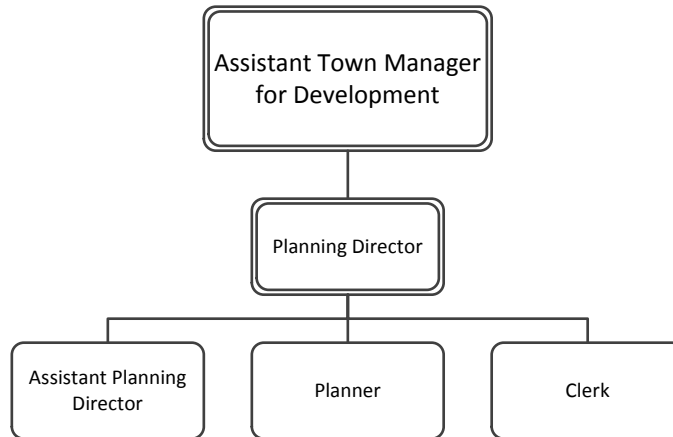 Assistant Town Manager
for Development
Planning Director
Assistant Planning
Director
Planner
Clerk